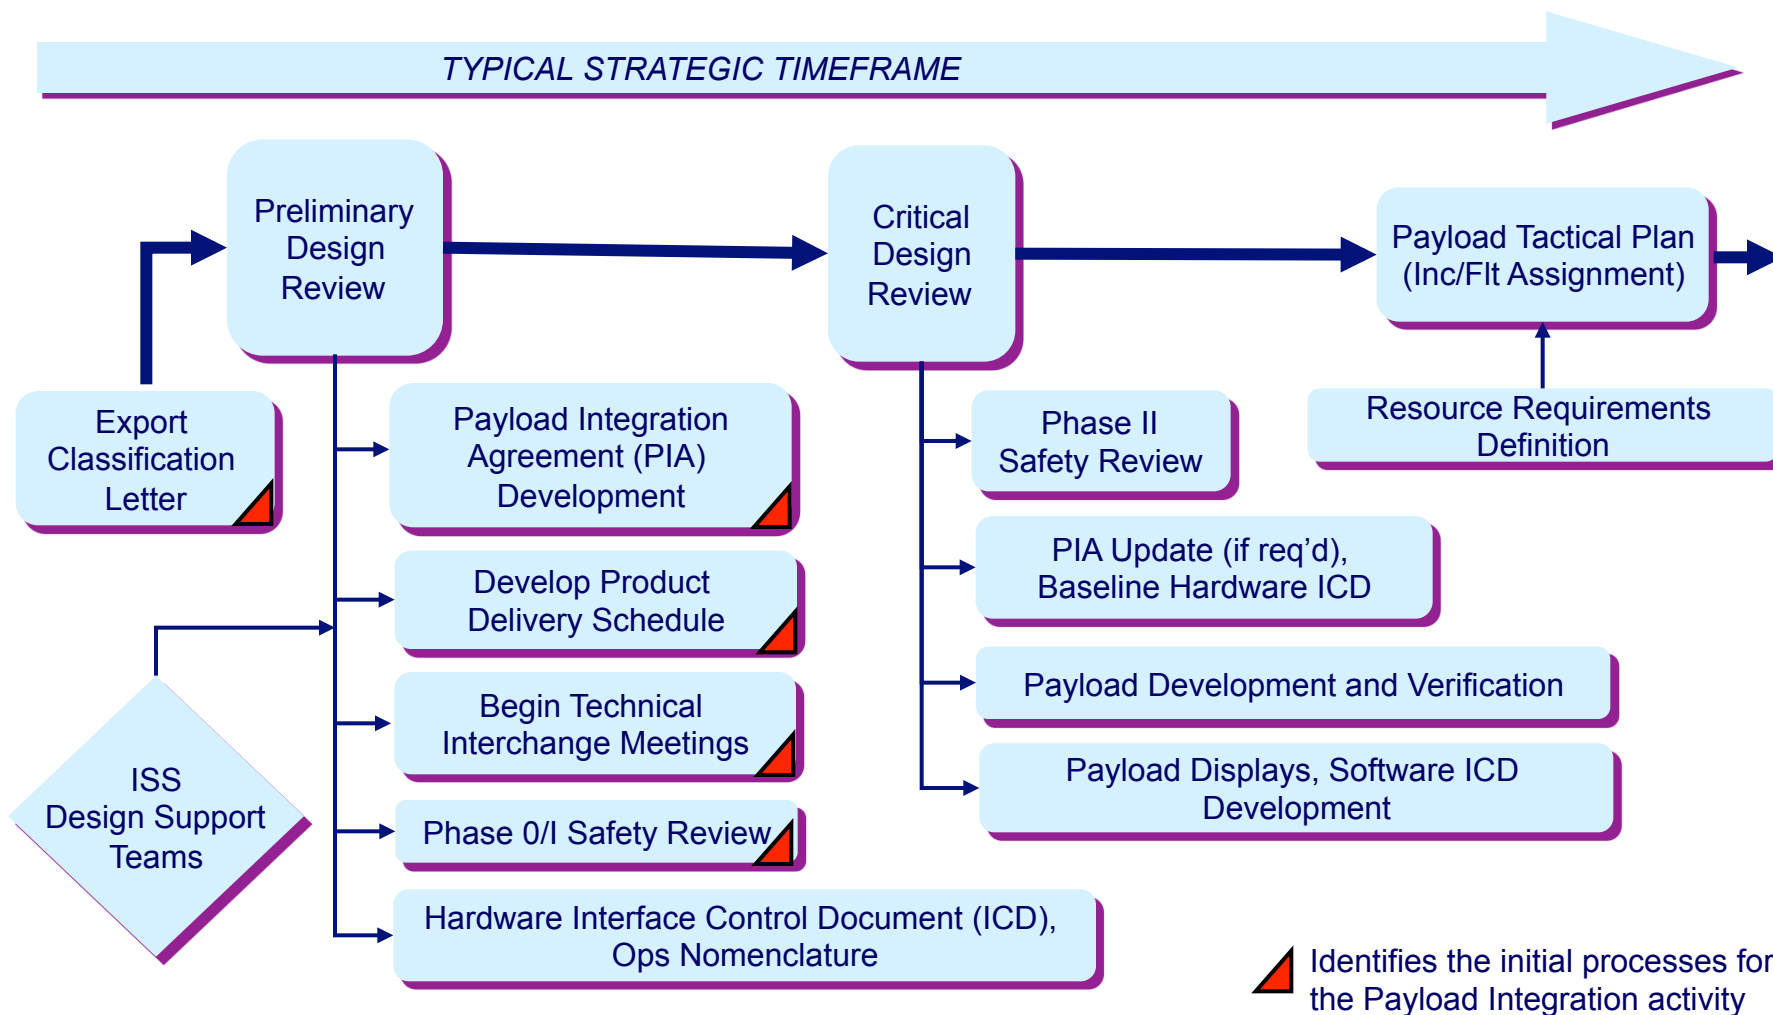 TYPICAL STRATEGIC TIMEFRAME
Preliminary
Design
Review
Critical
Design
Review
Payload Tactical Plan
(Inc/Flt Assignment)
Export
Classification
Letter
Payload Integration
Agreement (PIA)
Development
Develop Product
Delivery Schedule
Begin Technical
Interchange Meetings
Phase 0/I Safety Review
Hardware Interface Control Document (ICD),
Ops Nomenclature
ISS
Design Support
Teams
Phase II
Safety Review
PIA Update (if req’d),
Baseline Hardware ICD
Payload Development and Verification
Payload Displays, Software ICD
Development
Resource Requirements
Definition
Identifies the initial processes for
the Payload Integration activity